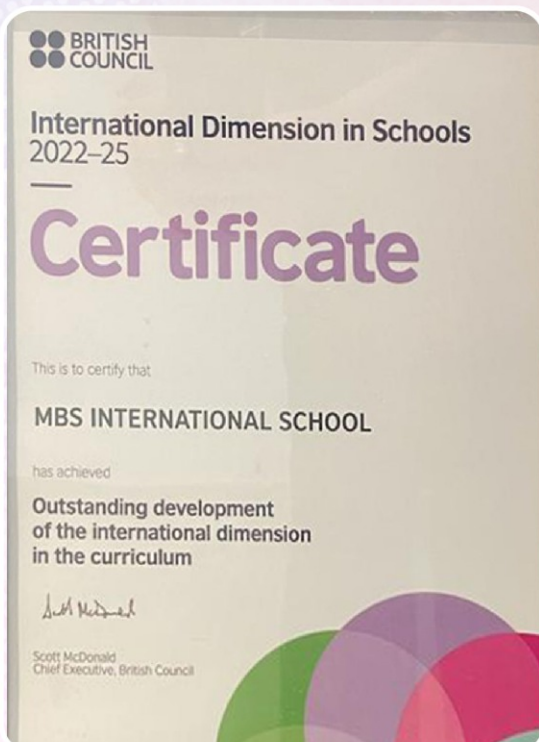 BRITISH
COUNCIL
International Dimension in Schools
2022–25
Certificate
This is to certify that
MBS INTERNATIONAL SCHOOL
has achieved
Outstanding development
of the international dimension
in the curriculum
Scott McDonald
Chief Executive, British Council